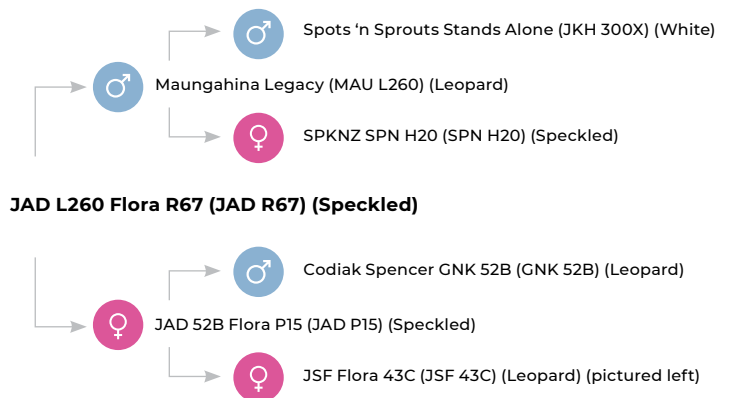 Spots ‘n Sprouts Stands Alone (JKH 300X) (White)
Maungahina Legacy (MAU L260) (Leopard)
SPKNZ SPN H20 (SPN H20) (Speckled)
JAD L260 Flora R67 (JAD R67) (Speckled)
Codiak Spencer GNK 52B (GNK 52B) (Leopard)
JAD 52B Flora P15 (JAD P15) (Speckled)
JSF Flora 43C (JSF 43C) (Leopard) (pictured left)